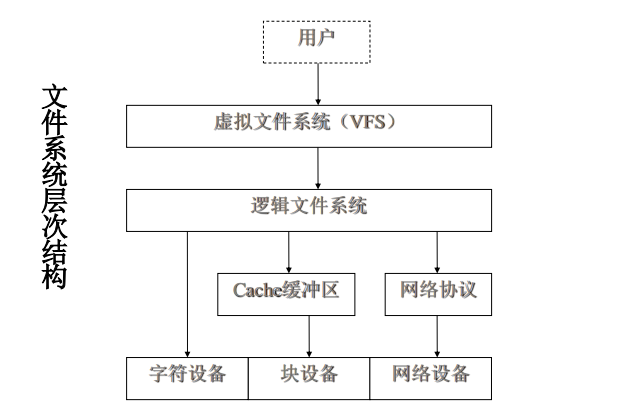 文件系统层次结构
用户
虚拟文件系统（VFS）
逻辑文件系统
Cache缓冲区
网络协议
字符设备
块设备
网络设备